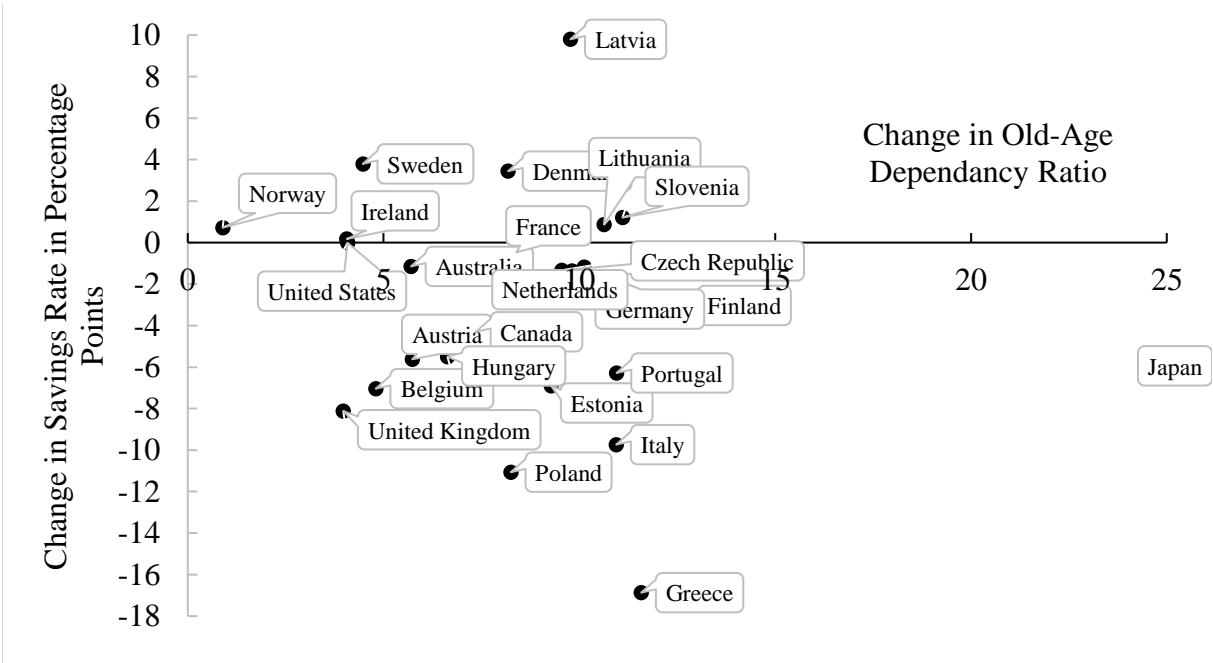 Change in Savings Rate in Percentage
Points
10
8
6
4
2
0
-2
-4
-6
-8
-10
-12
-14
-16
-18
0
5
10
15
20
25
Change in Old-Age
Dependancy Ratio
Latvia
Sweden
Lithuania
Slovenia
Norway
Ireland
France
Australia
Czech Republic
United States
Netherlands
Germany
Finland
Austria
Canada
Hungary
Portugal
Japan
Belgium
Estonia
United Kingdom
Italy
Poland
Greece